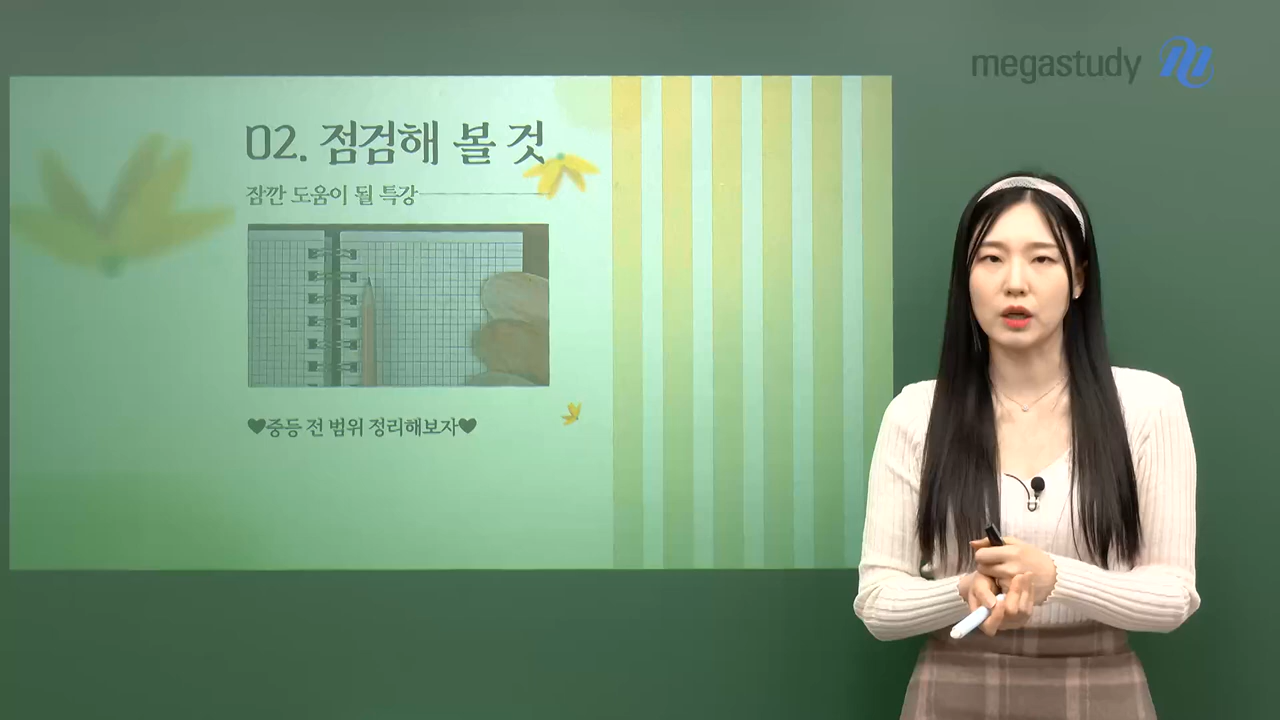 megastudy
02. 점검해 볼 것
잠깐 도움이 될 특강
♥중등 전 범위 정리해보자♥